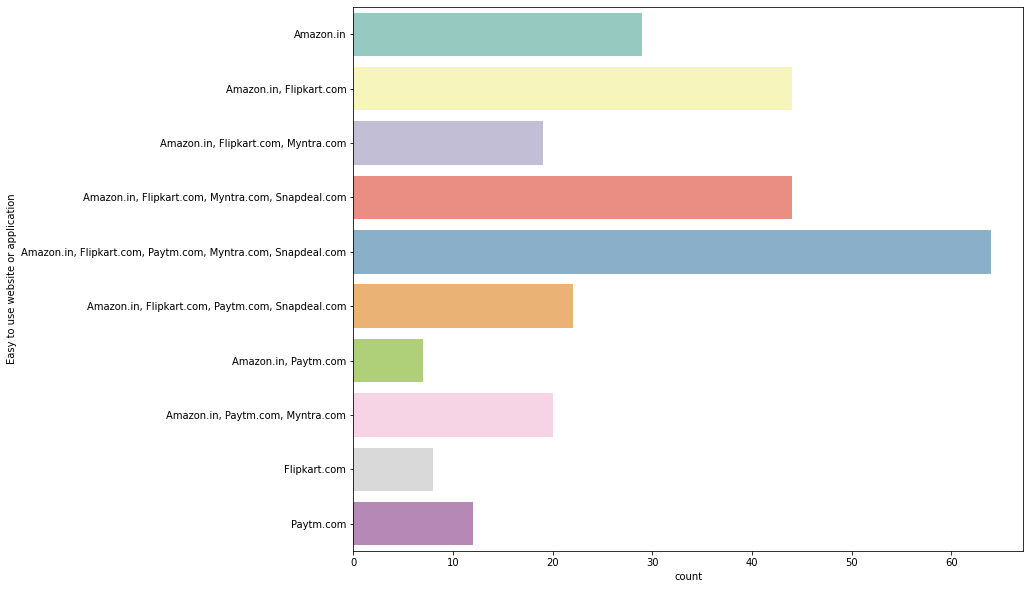 Easy to use website or application
Amazon.in
Amazon.in, Flipkart.com
Amazon.in, Flipkart.com, Myntra.com
Amazon.in, Flipkart.com, Myntra.com, Snapdeal.com
Amazon.in, Flipkart.com, Paytm.com, Myntra.com, Snapdeal.com
Amazon.in, Flipkart.com, Paytm.com, Snapdeal.com
Amazon.in, Paytm.com
Amazon.in, Paytm.com, Myntra.com
Flipkart.com
Paytm.com
0 10 20 30 40 50 60
count